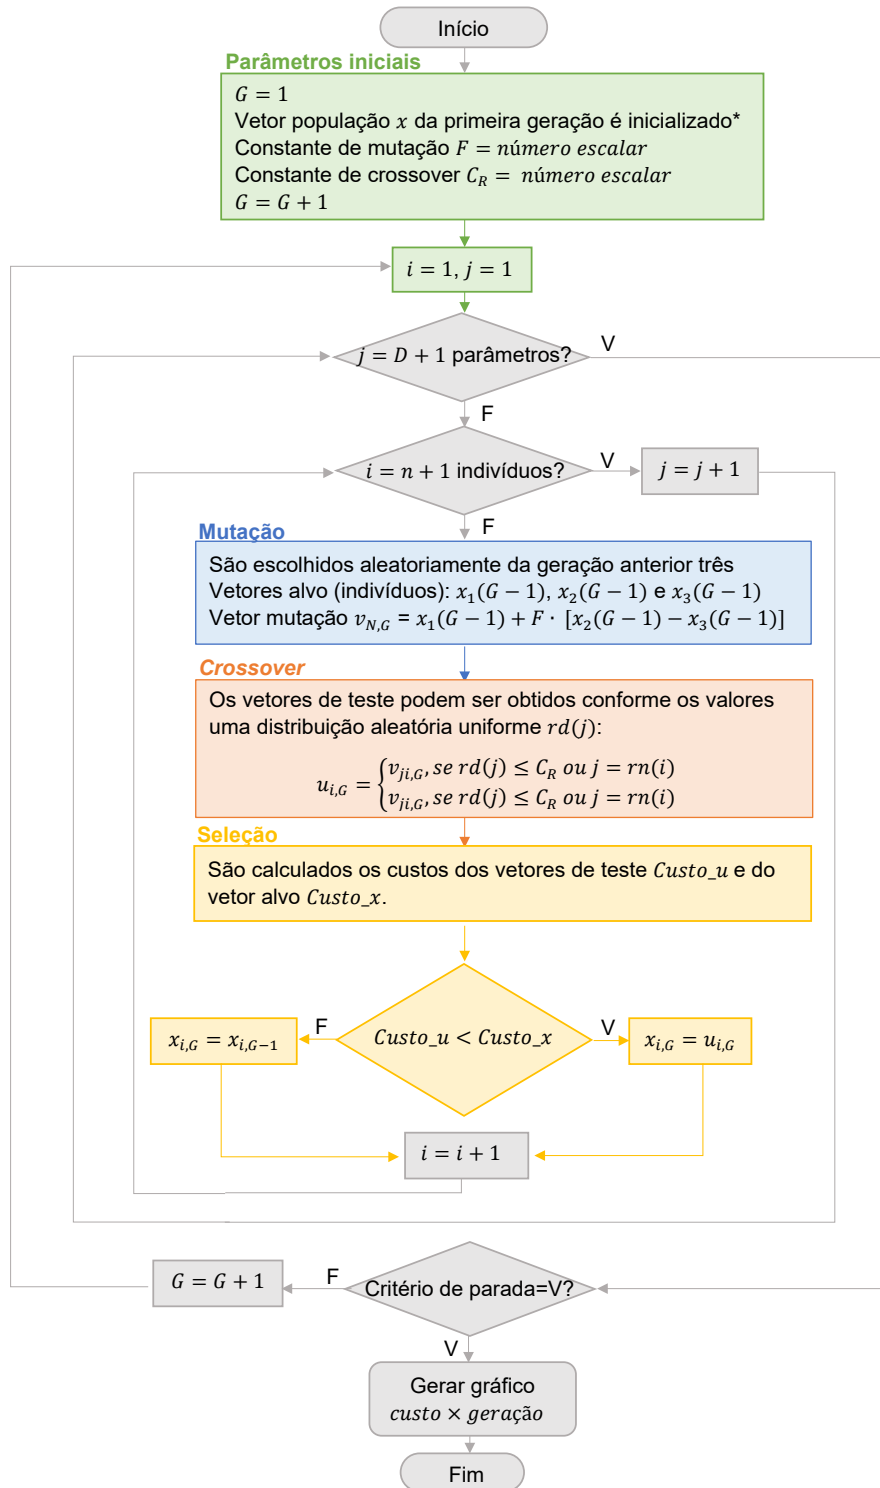 Início
Parâmetros iniciais
G = 1
Vetor população x da primeira geração é inicializado*
Constante de mutação F = número escalar
Constante de crossover C_R = número escalar
G = G + 1
i = 1, j = 1
j = D + 1 parâmetros?
V
F
i = n + 1 indivíduos?
V
j = j + 1
F
Mutação
São escolhidos aleatoriamente da geração anterior três
Vetores alvo (indivíduos): x_1(G − 1), x_2(G − 1) e x_3(G − 1)
Vetor mutação v_{N,G} = x_1(G − 1) + F · [x_2(G − 1) − x_3(G − 1)]
Crossover
Os vetores de teste podem ser obtidos conforme os valores
uma distribuição aleatória uniforme rd(j):
u_{i,G} = { v_{ji,G}, se rd(j) ≤ C_R ou j = rn(i)
v_{ji,G}, se rd(j) ≤ C_R ou j = rn(i)
Seleção
São calculados os custos dos vetores de teste Custo_u e do
vetor alvo Custo_x.
x_{i,G} = x_{i,G−1}
F
Custo_u < Custo_x
V
x_{i,G} = u_{i,G}
i = i + 1
G = G + 1
F
Critério de parada=V?
V
Gerar gráfico
custo × geração
Fim